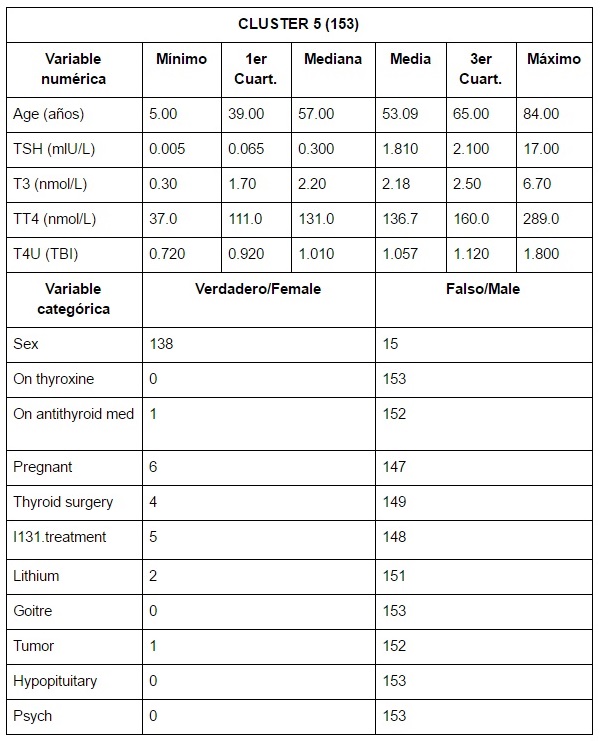 CLUSTER 5 (153)
Variable numérica Mínimo 1er Cuart. Mediana Media 3er Cuart. Máximo
Age (años) 5.00 39.00 57.00 53.09 65.00 84.00
TSH (mIU/L) 0.005 0.065 0.300 1.810 2.100 17.00
T3 (nmol/L) 0.30 1.70 2.20 2.18 2.50 6.70
TT4 (nmol/L) 37.0 111.0 131.0 136.7 160.0 289.0
T4U (TBI) 0.720 0.920 1.010 1.057 1.120 1.800
Variable categórica Verdadero/Female Falso/Male
Sex 138 15
On thyroxine 0 153
On antithyroid med 1 152
Pregnant 6 147
Thyroid surgery 4 149
I131.treatment 5 148
Lithium 2 151
Goitre 0 153
Tumor 1 152
Hypopituitary 0 153
Psych 0 153